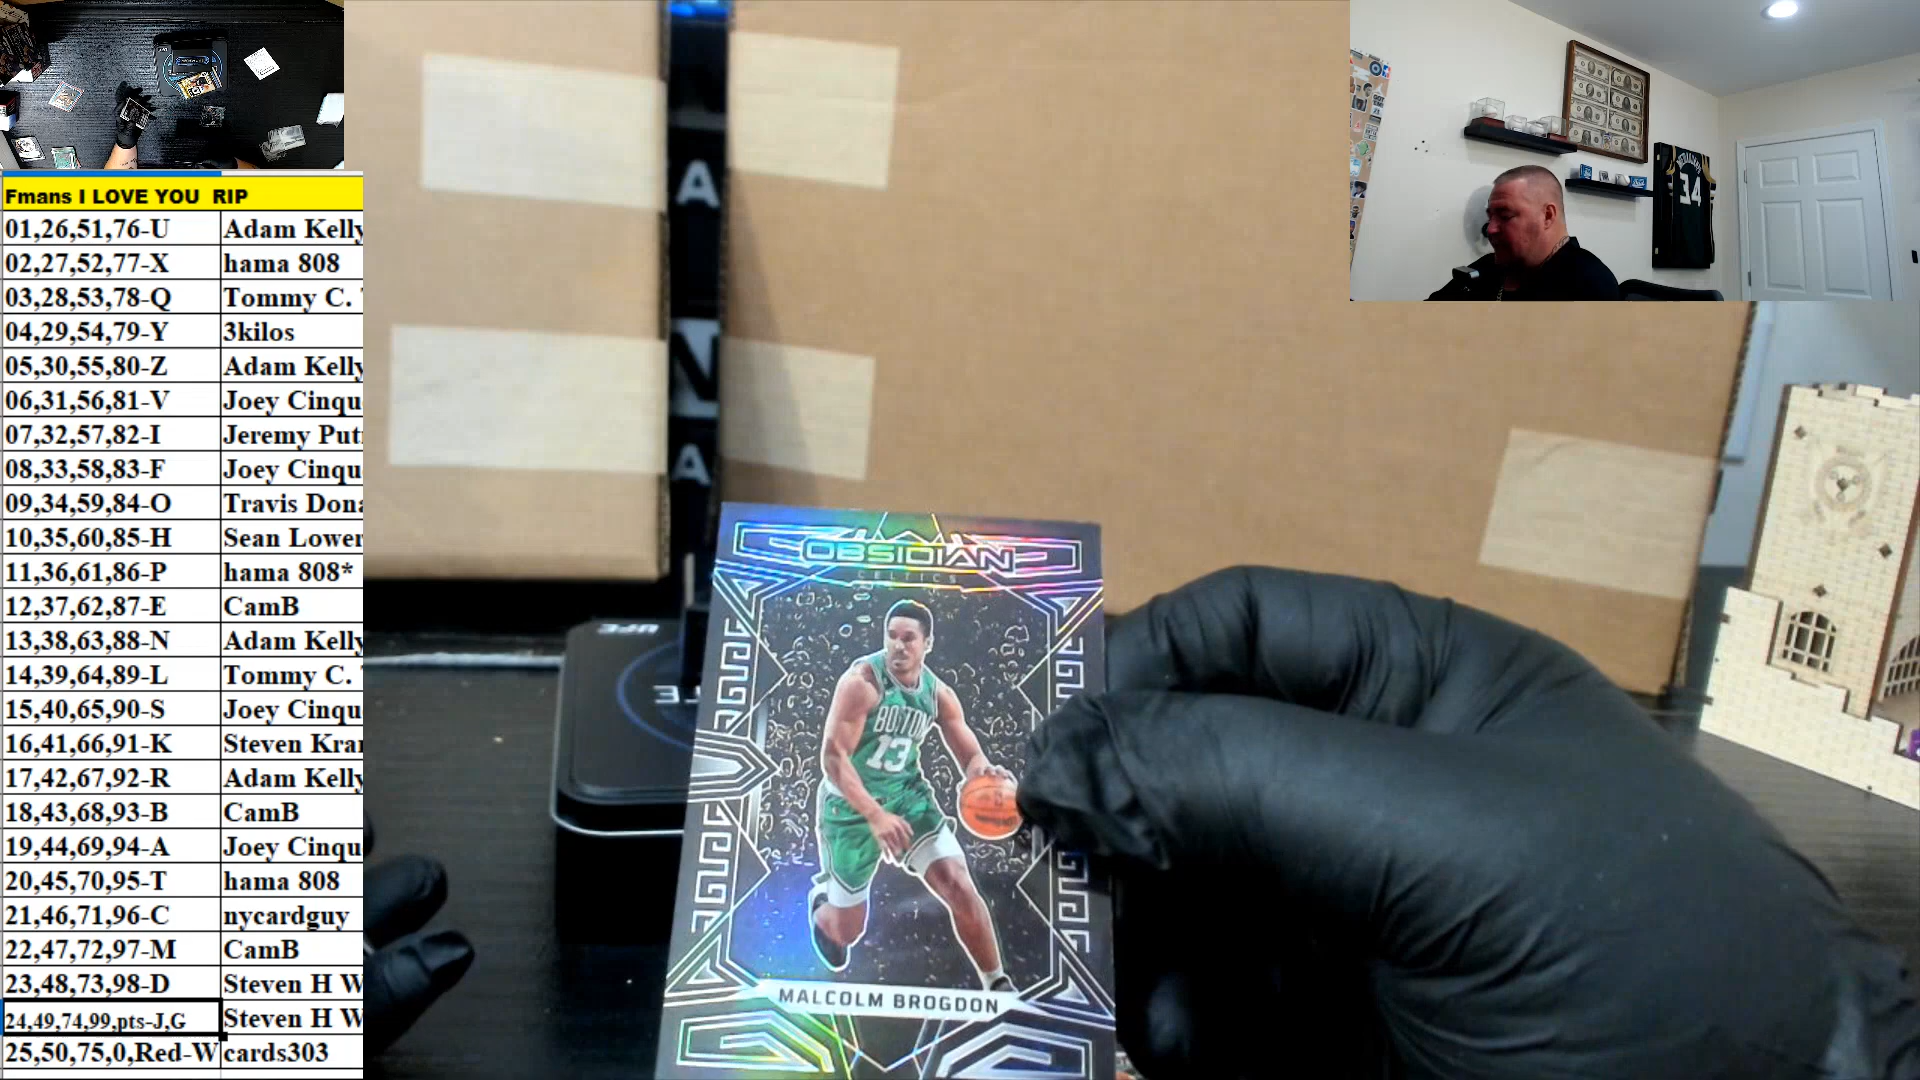 Fmans I LOVE YOU RIP
01,26,51,76-U Adam Kelly
02,27,52,77-X hama 808
03,28,53,78-Q Tommy C.
04,29,54,79-Y 3kilos
05,30,55,80-Z Adam Kelly
06,31,56,81-V Joey Cinqu
07,32,57,82-I Jeremy Put
08,33,58,83-F Joey Cinqu
09,34,59,84-O Travis Dona
10,35,60,85-H Sean Lower
11,36,61,86-P hama 808*
12,37,62,87-E CamB
13,38,63,88-N Adam Kelly
14,39,64,89-L Tommy C.
15,40,65,90-S Joey Cinqu
16,41,66,91-K Steven Kra
17,42,67,92-R Adam Kelly
18,43,68,93-B CamB
19,44,69,94-A Joey Cinqu
20,45,70,95-T hama 808
21,46,71,96-C nycardguy
22,47,72,97-M CamB
23,48,73,98-D Steven H W
24,49,74,99,pts-J,G Steven H W
25,50,75,0,Red-W cards303
A
N
A
UFC
OBSIDIAN
CELTICS
BOSTON
13
MALCOLM BROGDON
34